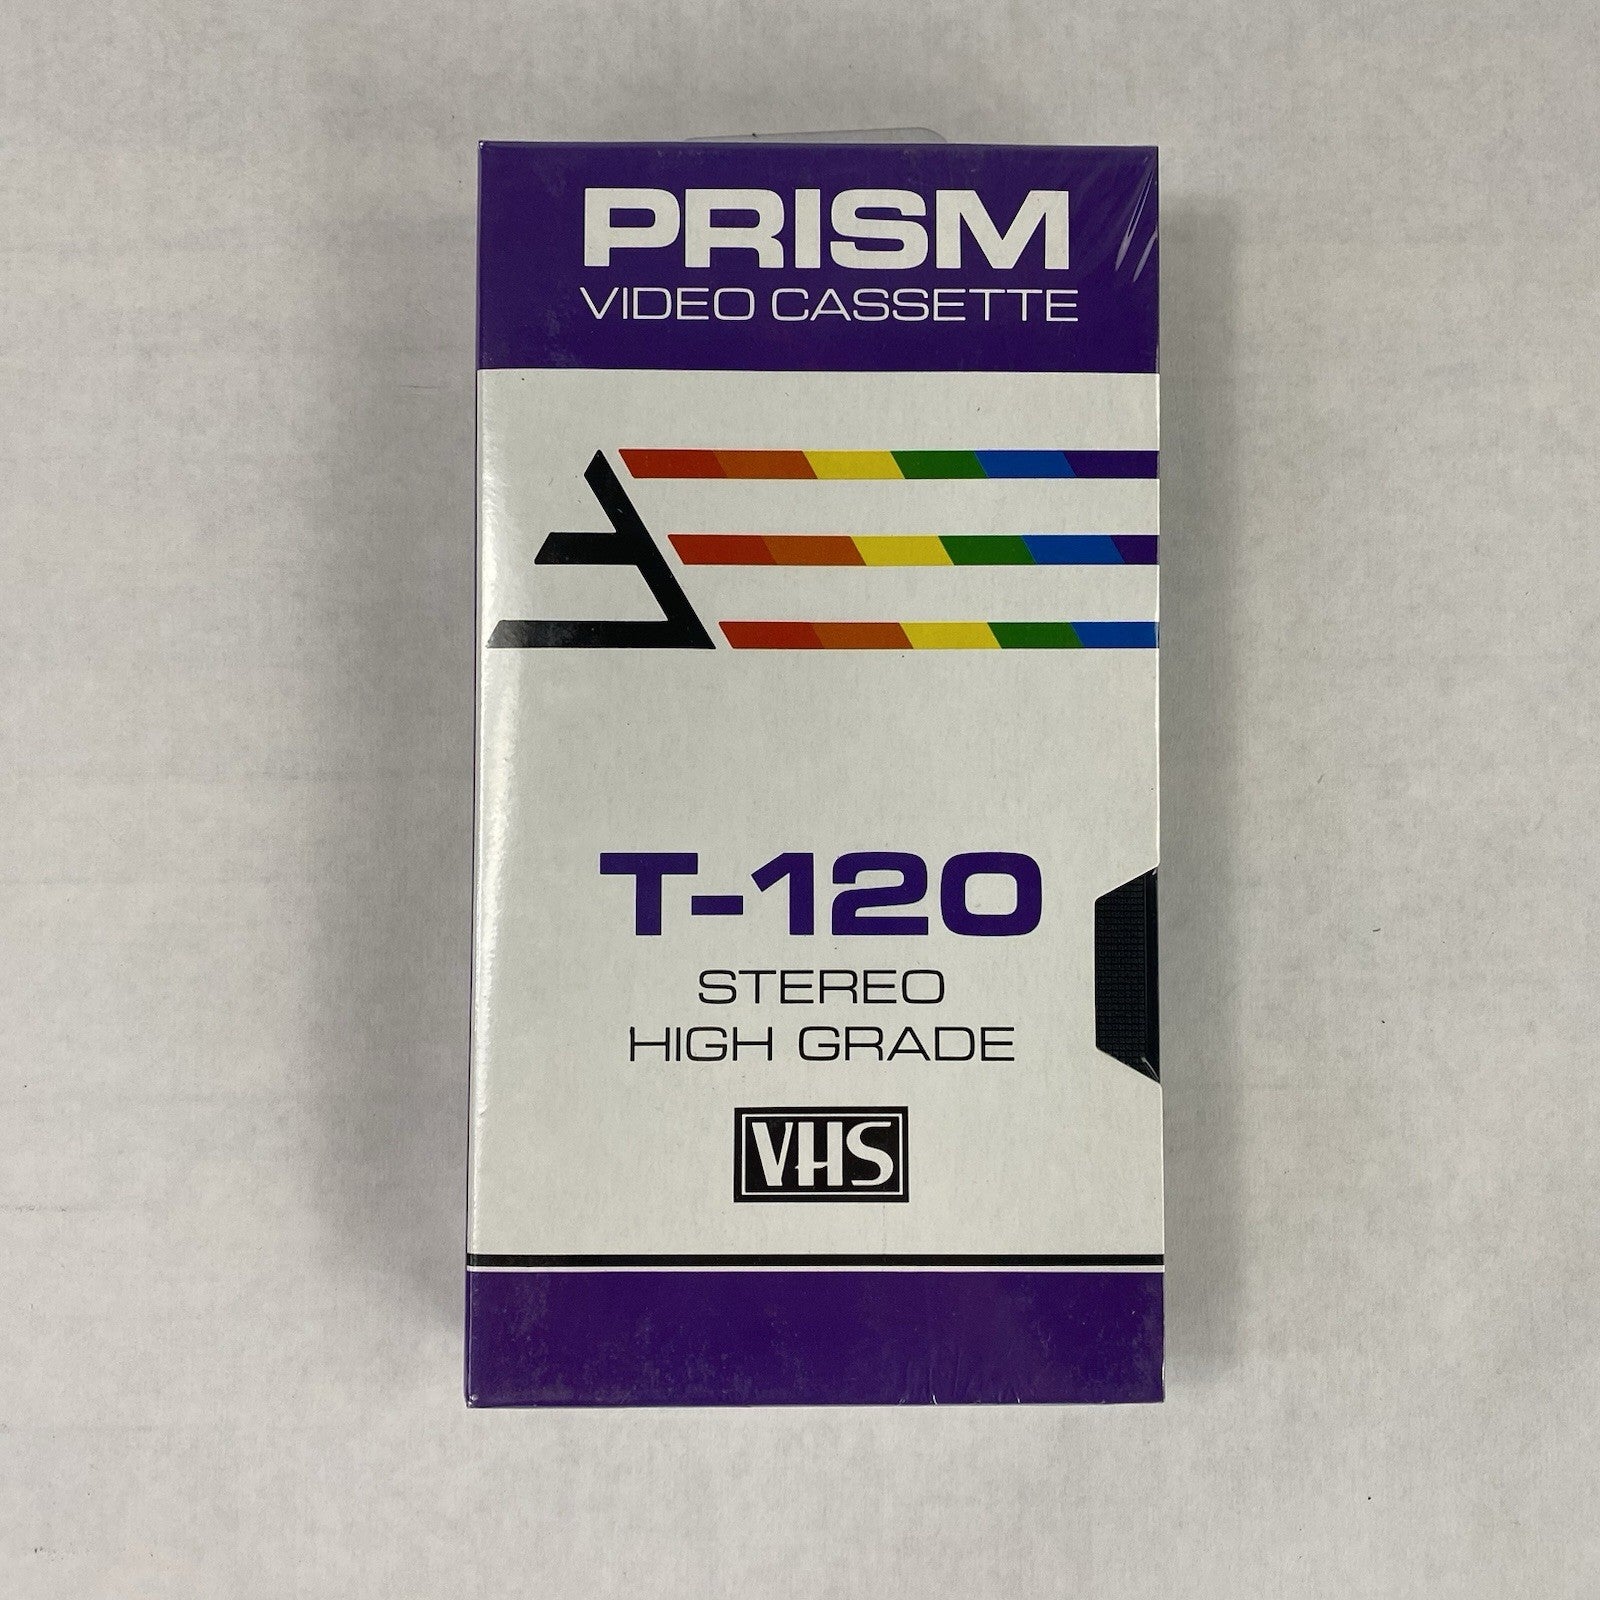 PRISM
VIDEO CASSETTE
T-120
STEREO
HIGH GRADE
VHS